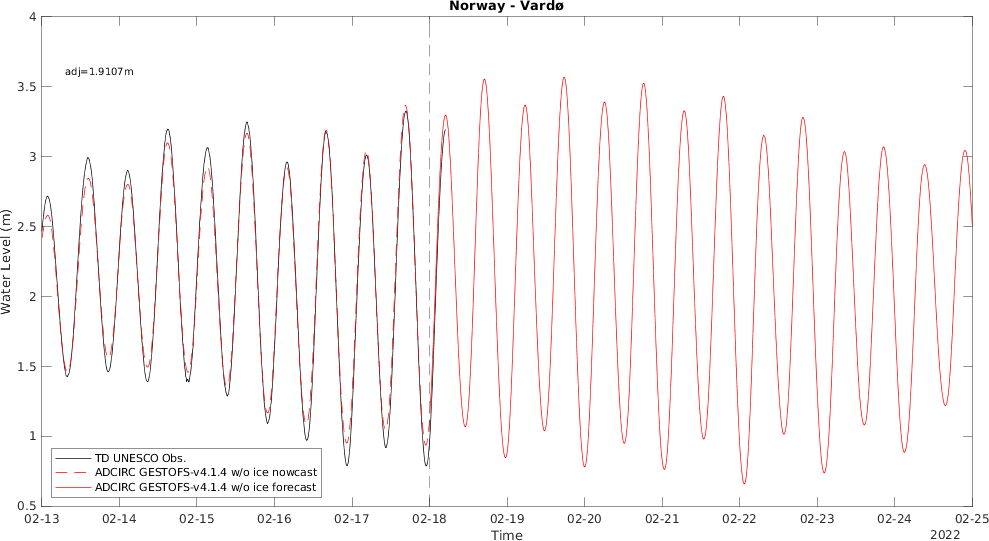 Norway - Vardø
4
adj=1.9107m
3.5
3
2.5
Water Level (m)
2
1.5
1
TD UNESCO Obs.
ADCIRC GESTOFS-v4.1.4 w/o ice nowcast
ADCIRC GESTOFS-v4.1.4 w/o ice forecast
0.5
02-13 02-14 02-15 02-16 02-17 02-18 02-19 02-20 02-21 02-22 02-23 02-24 02-25
Time
2022